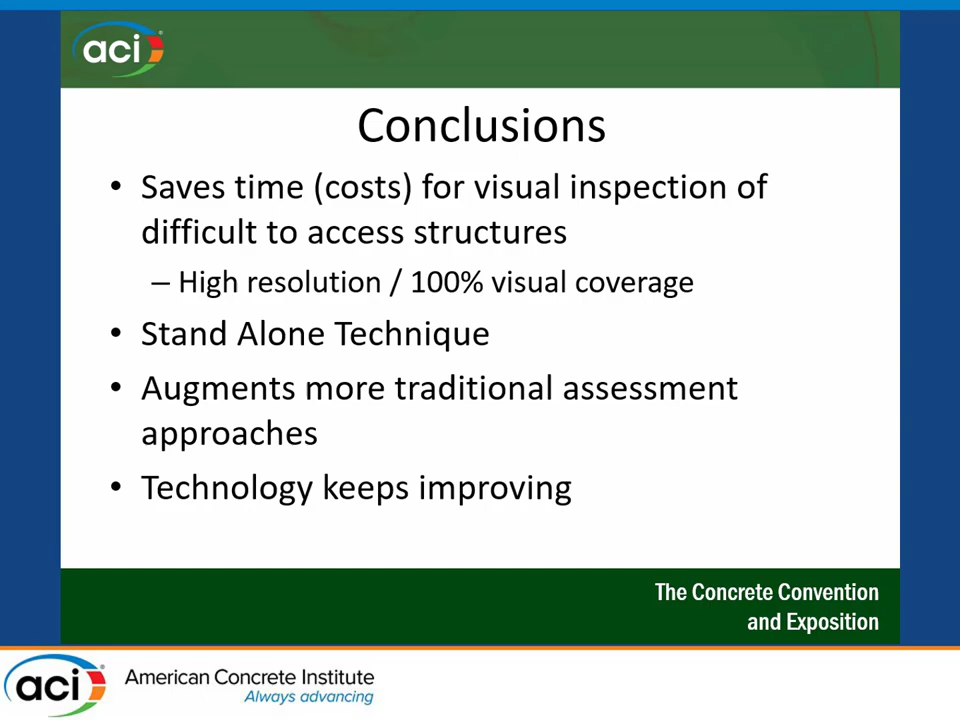 aci
Conclusions
• Saves time (costs) for visual inspection of
difficult to access structures
– High resolution / 100% visual coverage
• Stand Alone Technique
• Augments more traditional assessment
approaches
• Technology keeps improving
The Concrete Convention
and Exposition
aci
American Concrete Institute
Always advancing